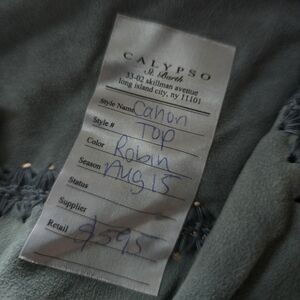 CALYPSO
St. Barth
33-02 skillman avenue
long island city, ny 11101
Style Name Cahun
Style # Top
Color Robin
Season Aug 15
Status
Supplier
Retail $595